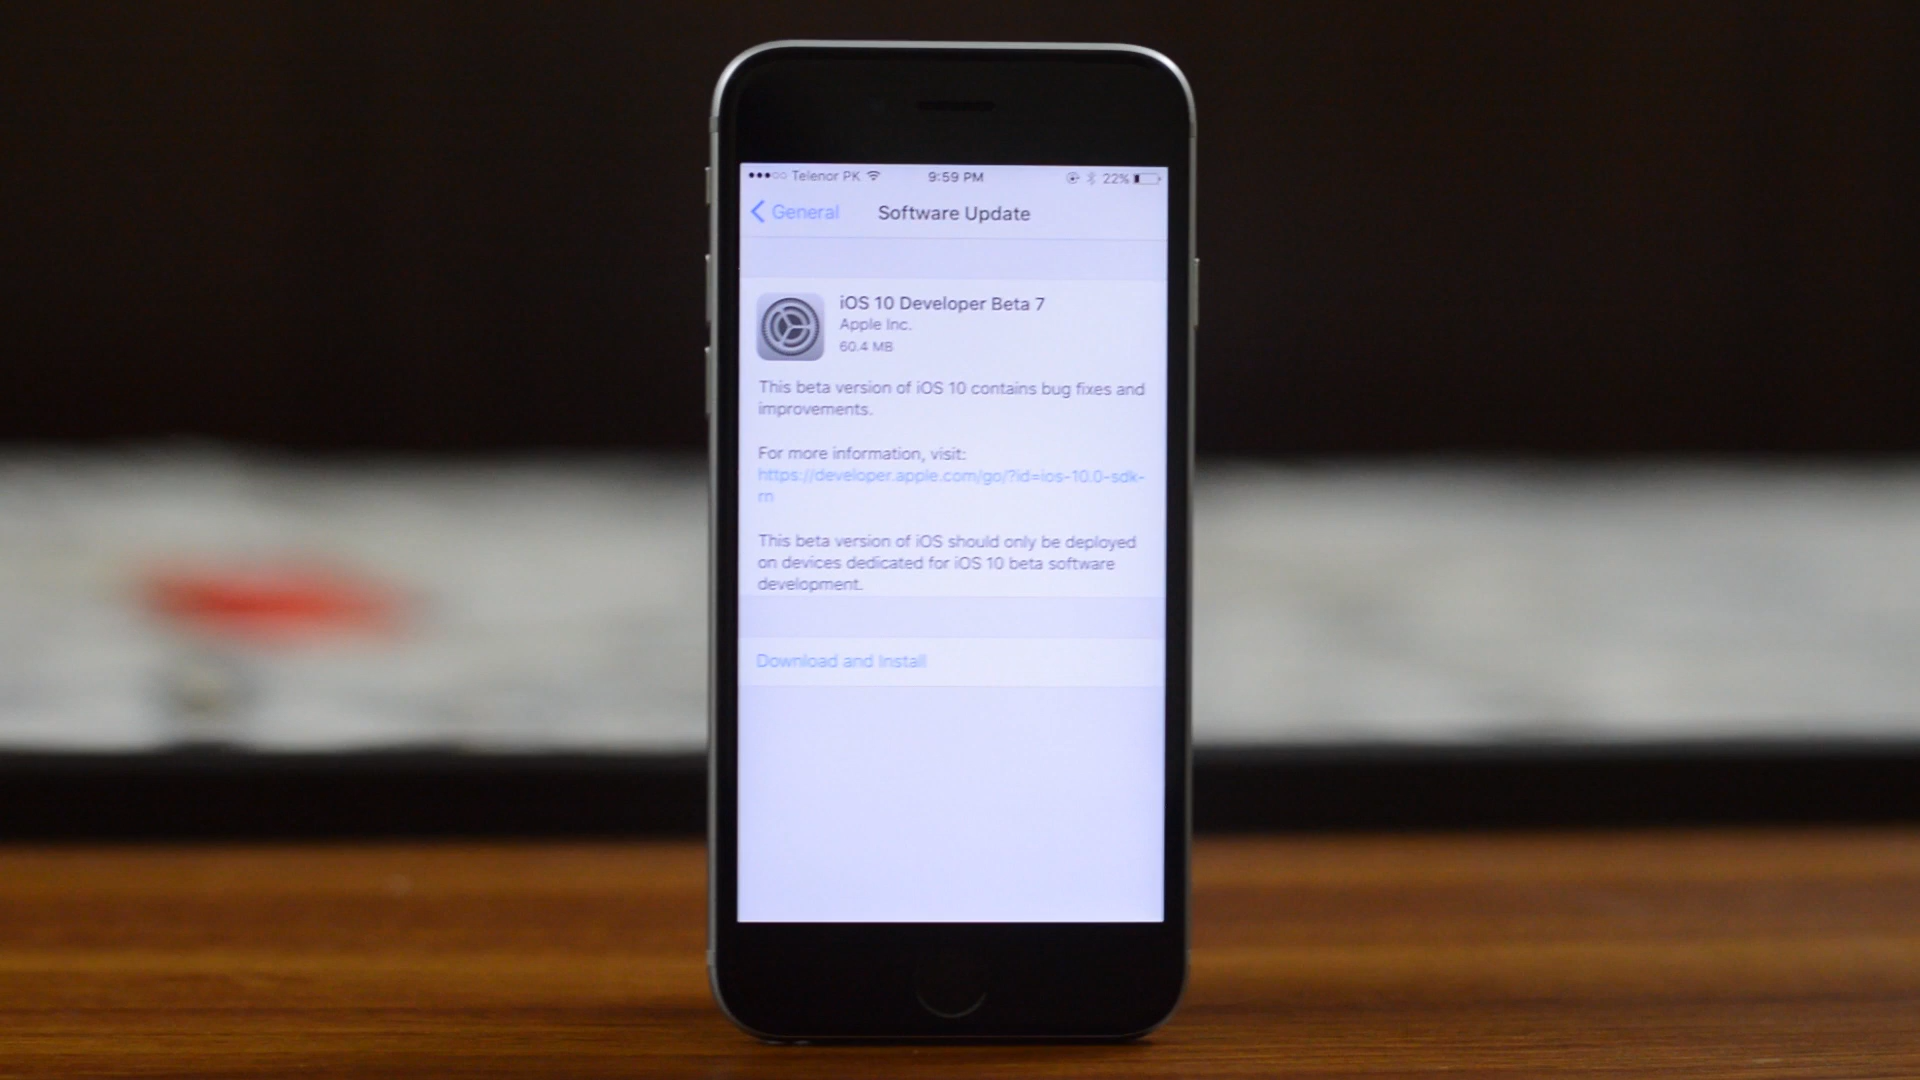 Telenor PK 9:59 PM 22%
General Software Update
iOS 10 Developer Beta 7
Apple Inc.
60.4 MB
This beta version of iOS 10 contains bug fixes and
improvements.
For more information, visit:
https://developer.apple.com/go/?id=ios-10.0-sdk-
rn
This beta version of iOS should only be deployed
on devices dedicated for iOS 10 beta software
development.
Download and Install